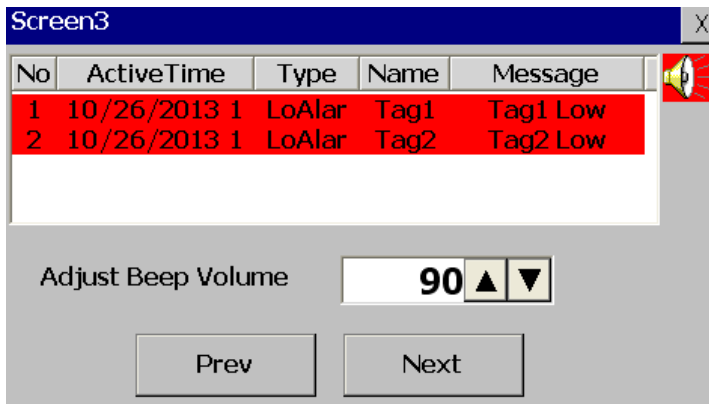 Screen3 X
No ActiveTime Type Name Message
1 10/26/2013 1 LoAlar Tag1 Tag1 Low
2 10/26/2013 1 LoAlar Tag2 Tag2 Low
Adjust Beep Volume 90
Prev Next